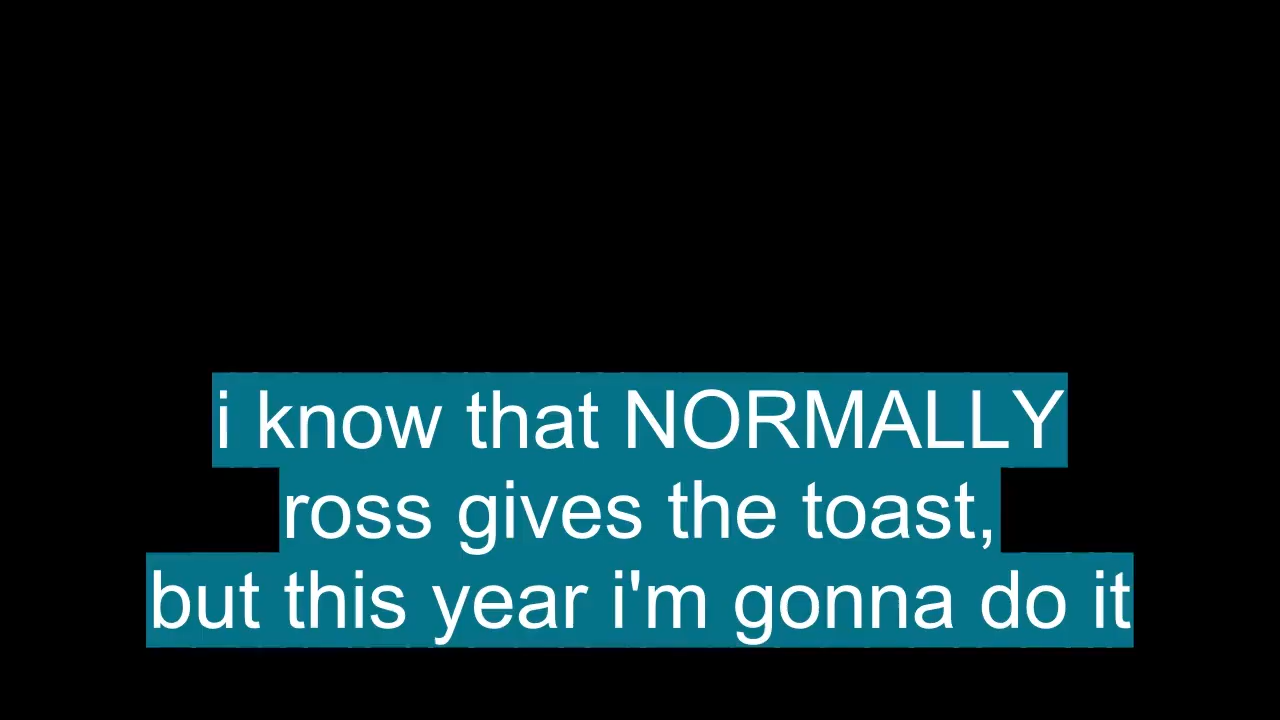 i know that NORMALLY
ross gives the toast,
but this year i'm gonna do it